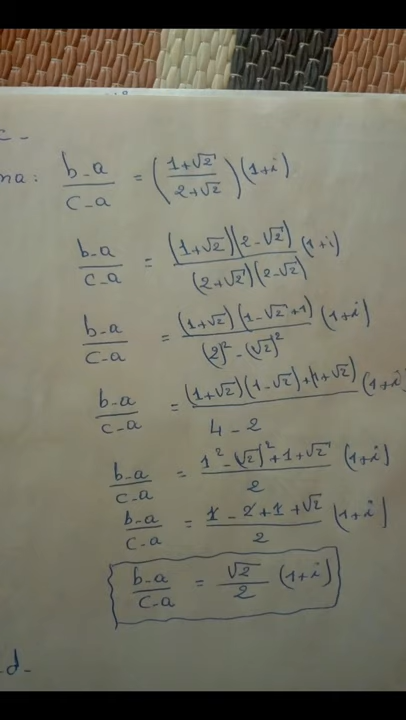 c-
na: b-a/c-a = (1+√2/2+√2)(1+i)
b-a/c-a = (1+√2)(2-√2)/(2+√2)(2-√2) (1+i)
b-a/c-a = (1+√2)(1-√2+1)/(2)²-(√2)² (1+i)
b-a/c-a = (1+√2)(1-√2)+(1+√2)/4-2 (1+i)
b-a/c-a = 1²-(√2)²+1+√2/2 (1+i)
b-a/c-a = 1-2+1+√2/2 (1+i)
b-a/c-a = √2/2 (1+i)
-d-